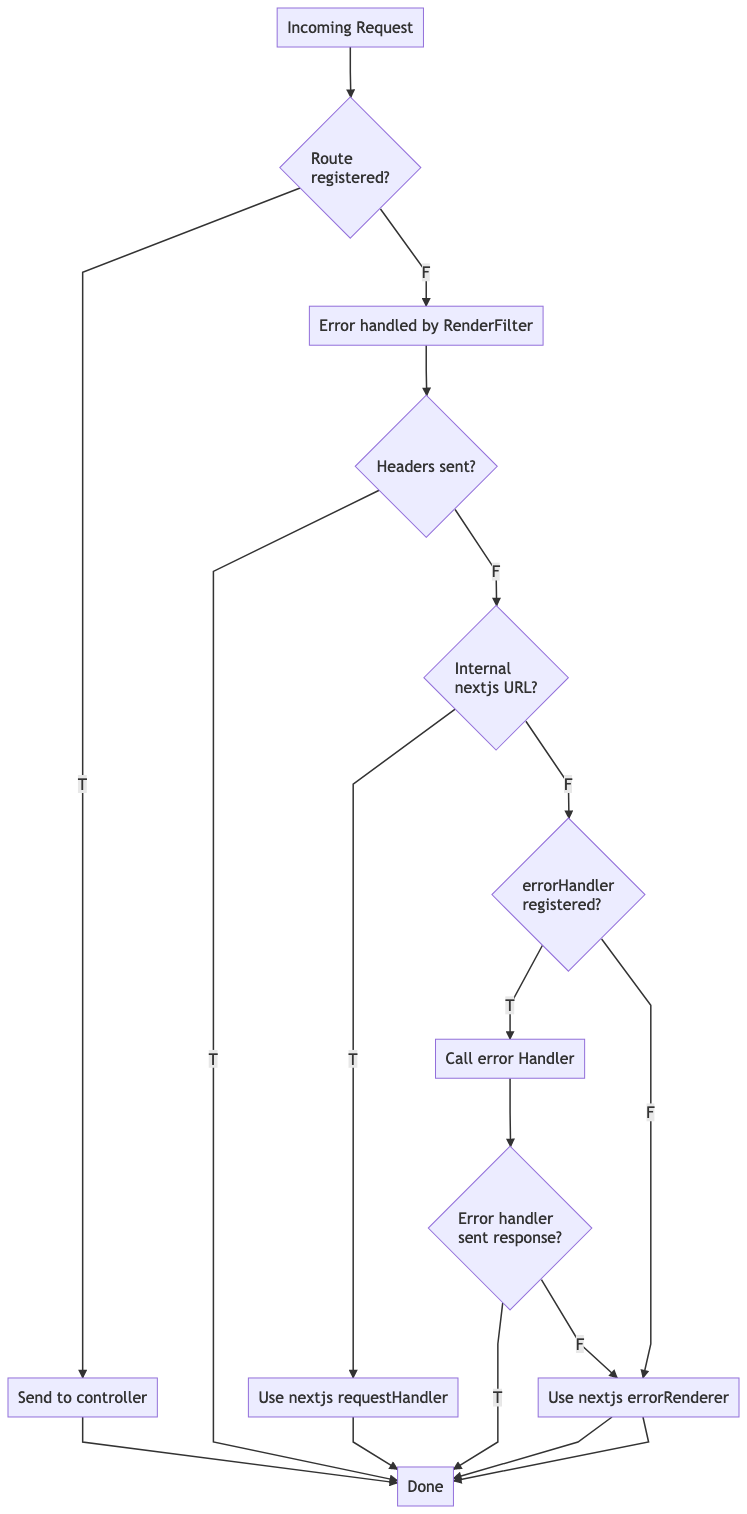 Incoming Request
Route
registered?
F
Error handled by RenderFilter
Headers sent?
F
Internal
nextjs URL?
T
F
errorHandler
registered?
T
T
T
Call error Handler
F
Error handler
sent response?
F
T
Send to controller
Use nextjs requestHandler
Use nextjs errorRenderer
Done